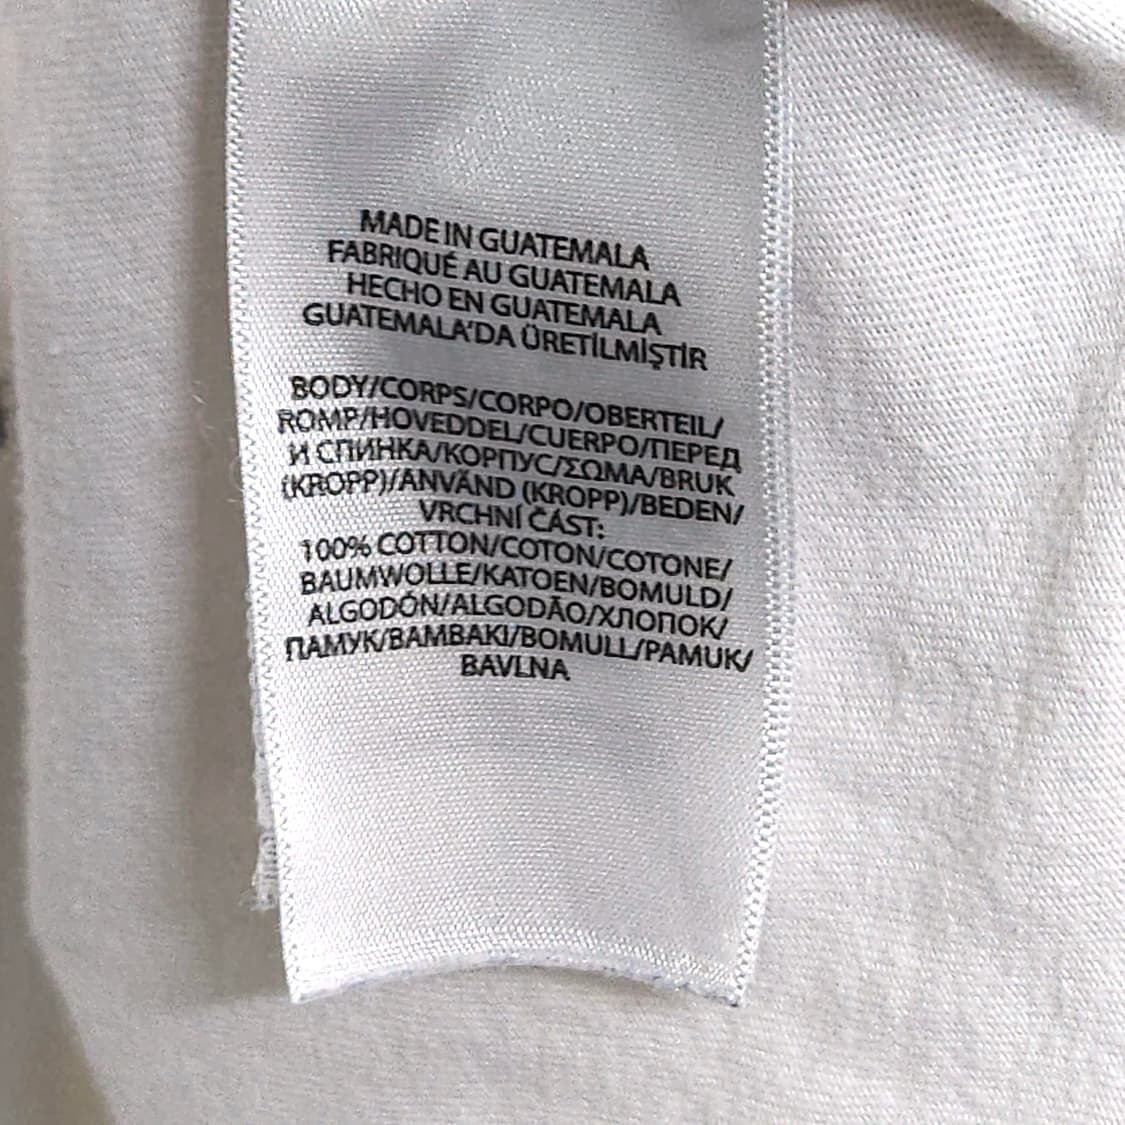 MADE IN GUATEMALA
FABRIQUÉ AU GUATEMALA
HECHO EN GUATEMALA
GUATEMALA'DA ÜRETİLMİŞTİR
BODY/CORPS/CORPO/OBERTEIL/
ROMP/HOVEDDEL/CUERPO/ПЕРЕД
И СПИНКА/КОРПУС/ΣΩΜΑ/BRUK
(KROPP)/ANVÄND (KROPP)/BEDEN/
VRCHNÍ ČÁST:
100% COTTON/COTON/COTONE/
BAUMWOLLE/KATOEN/BOMULD/
ALGODÓN/ALGODÃO/ХЛОПОК/
ПАМУК/ΒΑΜΒΑΚΙ/BOMULL/PAMUK/
BAVLNA